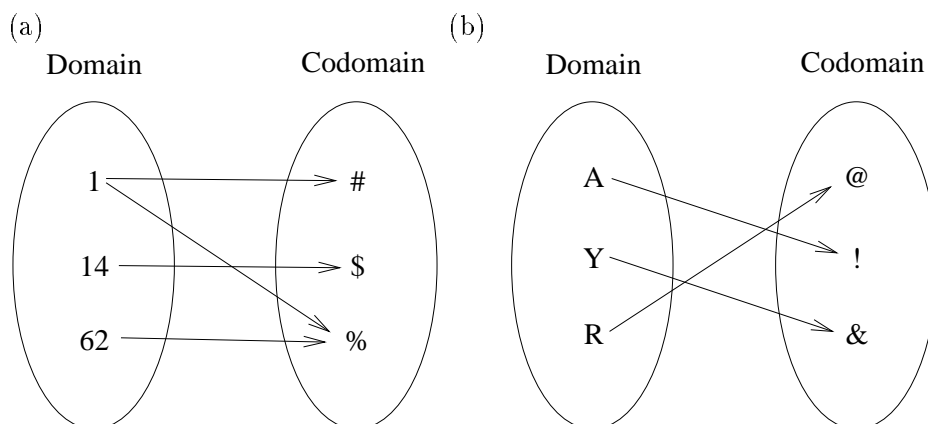 (a)
(b)
Domain Codomain Domain Codomain
1 # A @
14 $ Y !
62 % R &